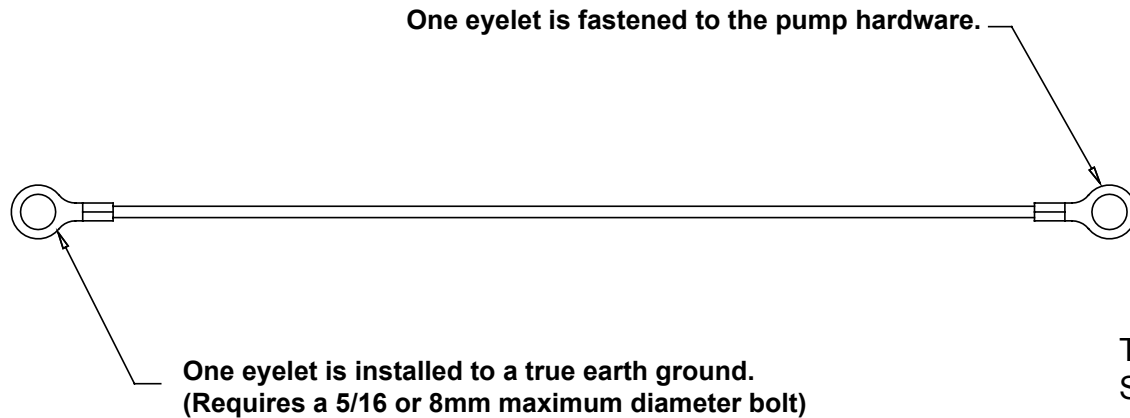 One eyelet is fastened to the pump hardware.
One eyelet is installed to a true earth ground.
(Requires a 5/16 or 8mm maximum diameter bolt)